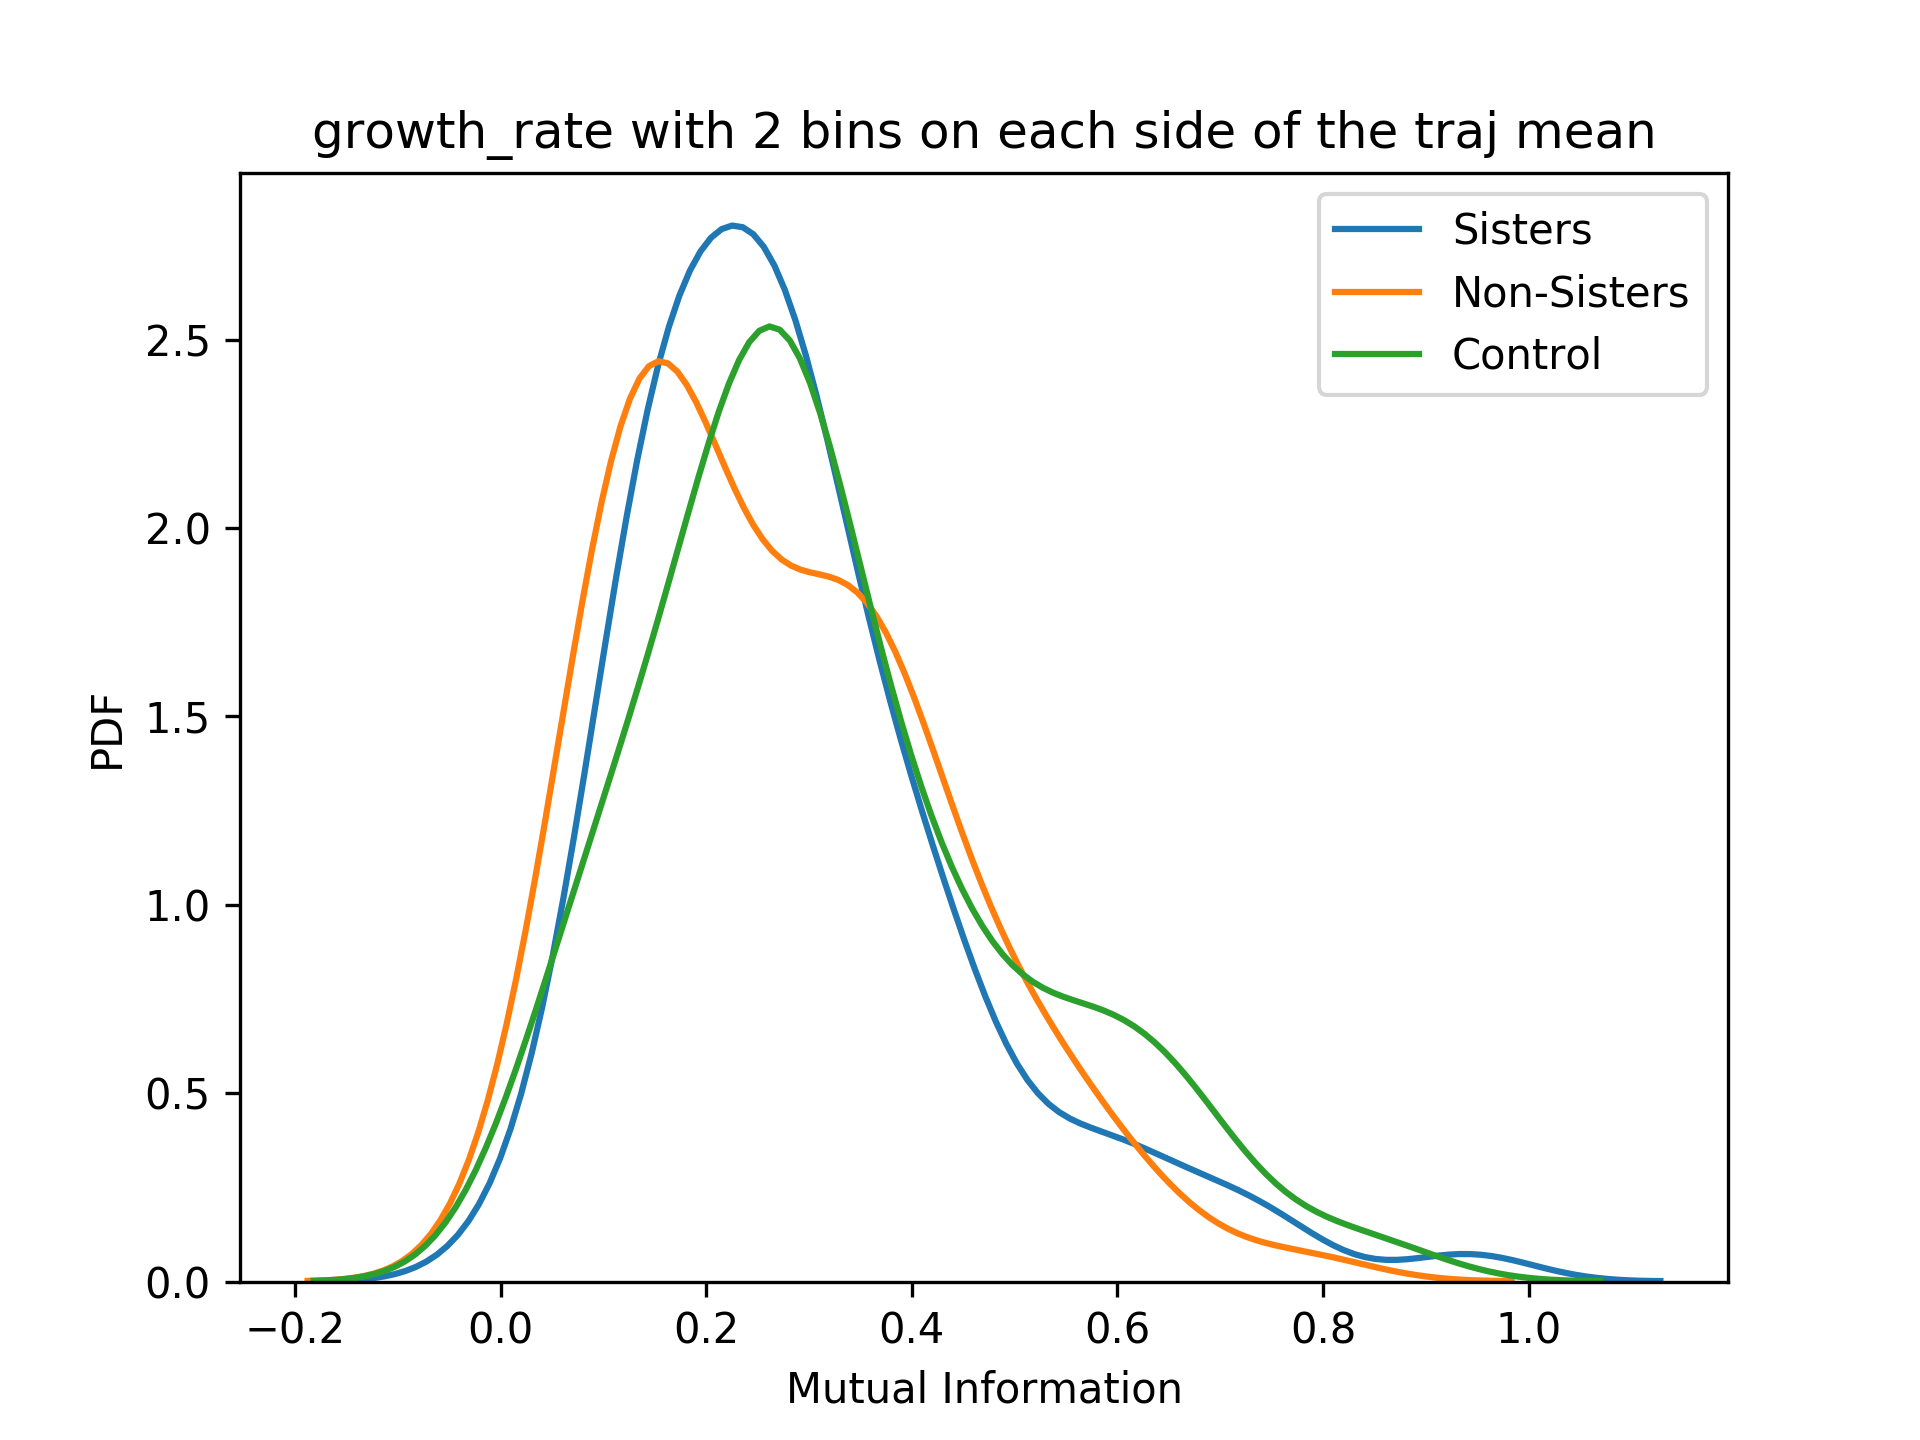 growth_rate with 2 bins on each side of the traj mean
Sisters
Non-Sisters
Control
PDF
2.5
2.0
1.5
1.0
0.5
0.0
−0.2 0.0 0.2 0.4 0.6 0.8 1.0
Mutual Information